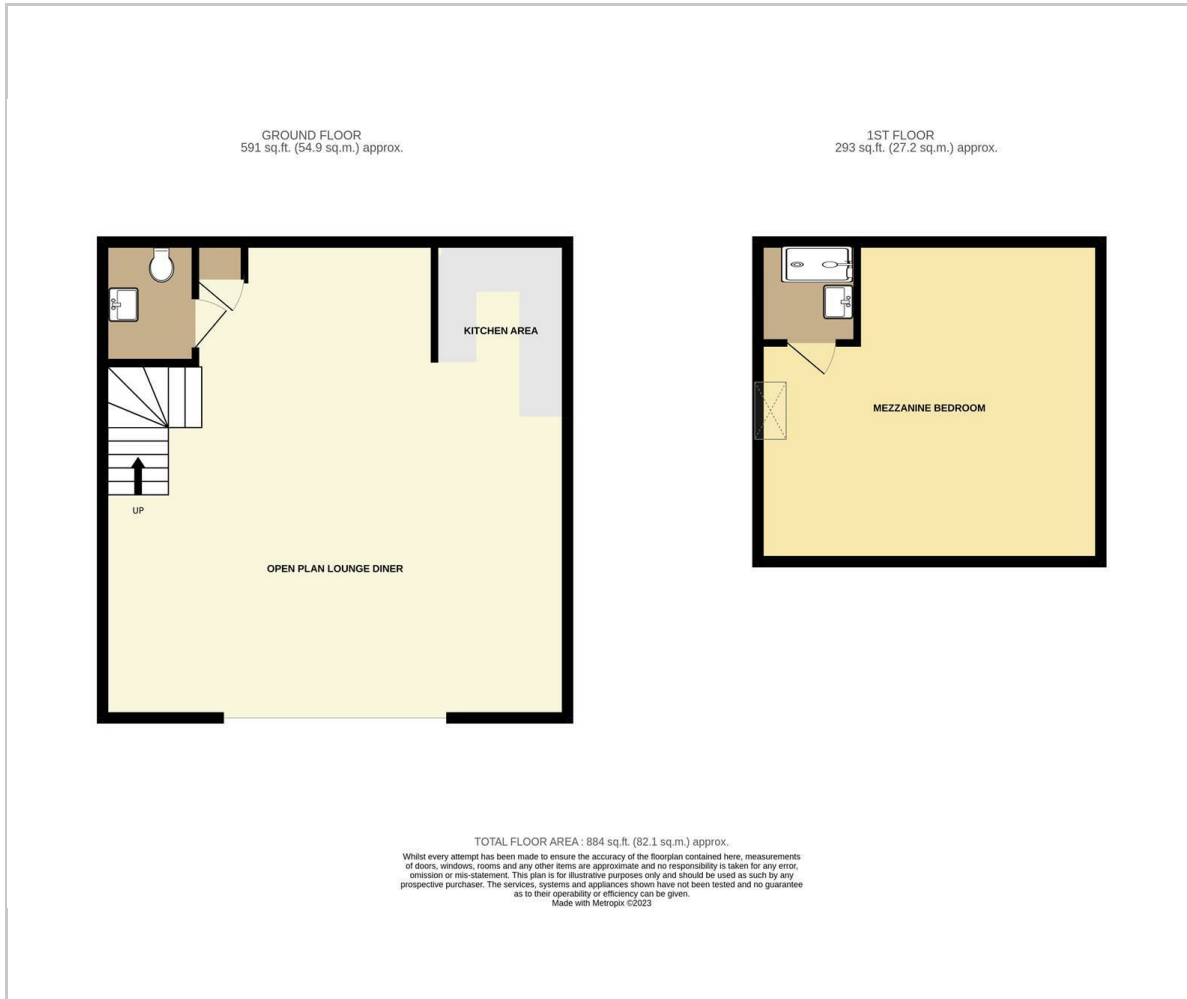 GROUND FLOOR
591 sq.ft. (54.9 sq.m.) approx.
1ST FLOOR
293 sq.ft. (27.2 sq.m.) approx.
KITCHEN AREA
MEZZANINE BEDROOM
UP
OPEN PLAN LOUNGE DINER
TOTAL FLOOR AREA : 884 sq.ft. (82.1 sq.m.) approx.
Whilst every attempt has been made to ensure the accuracy of the floorplan contained here, measurements
of doors, windows, rooms and any other items are approximate and no responsibility is taken for any error,
omission or mis-statement. This plan is for illustrative purposes only and should be used as such by any
prospective purchaser. The services, systems and appliances shown have not been tested and no guarantee
as to their operability or efficiency can be given.
Made with Metropix ©2023